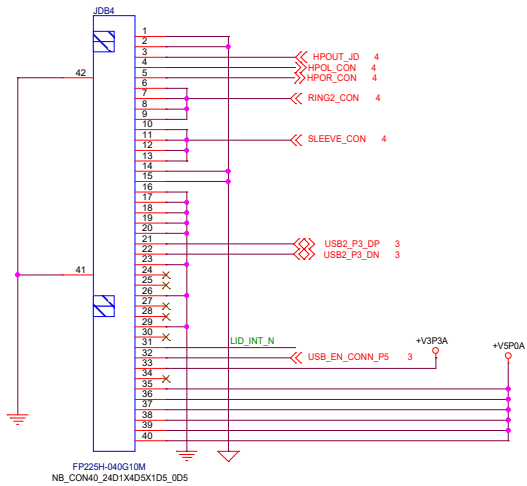 JDB4
1
2
3 HPOUT_JD 4
4 HPOL_CON 4
42 5 HPOR_CON 4
6
7 RING2_CON 4
8
9
10
11 SLEEVE_CON 4
12
13
14
15
16
17
18
19
20
21 USB2_P3_DP 3
22 USB2_P3_DN 3
23
41 24
25
26
27
28
29
30
31 LID_INT_N
32 USB_EN_CONN_P5 3
33 +V3P3A +V5P0A
34
35
36
37
38
39
40
FP225H-040G10M
NB_CON40_24D1X4D5X1D5_0D5